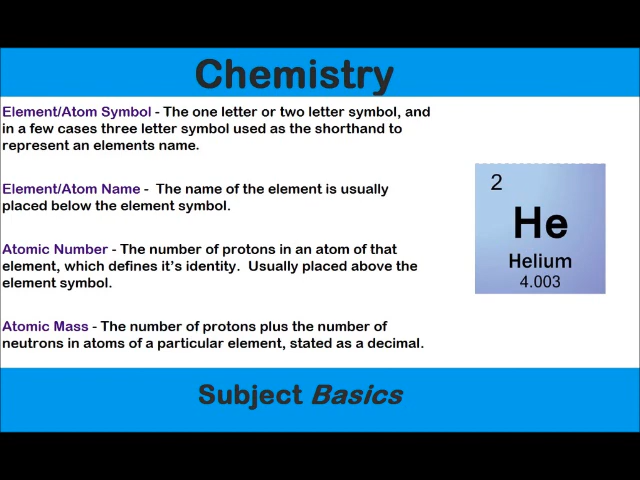 Chemistry
Element/Atom Symbol - The one letter or two letter symbol, and
in a few cases three letter symbol used as the shorthand to
represent an elements name.
Element/Atom Name - The name of the element is usually
placed below the element symbol.
Atomic Number - The number of protons in an atom of that
element, which defines it's identity. Usually placed above the
element symbol.
Atomic Mass - The number of protons plus the number of
neutrons in atoms of a particular element, stated as a decimal.
2
He
Helium
4.003
Subject Basics